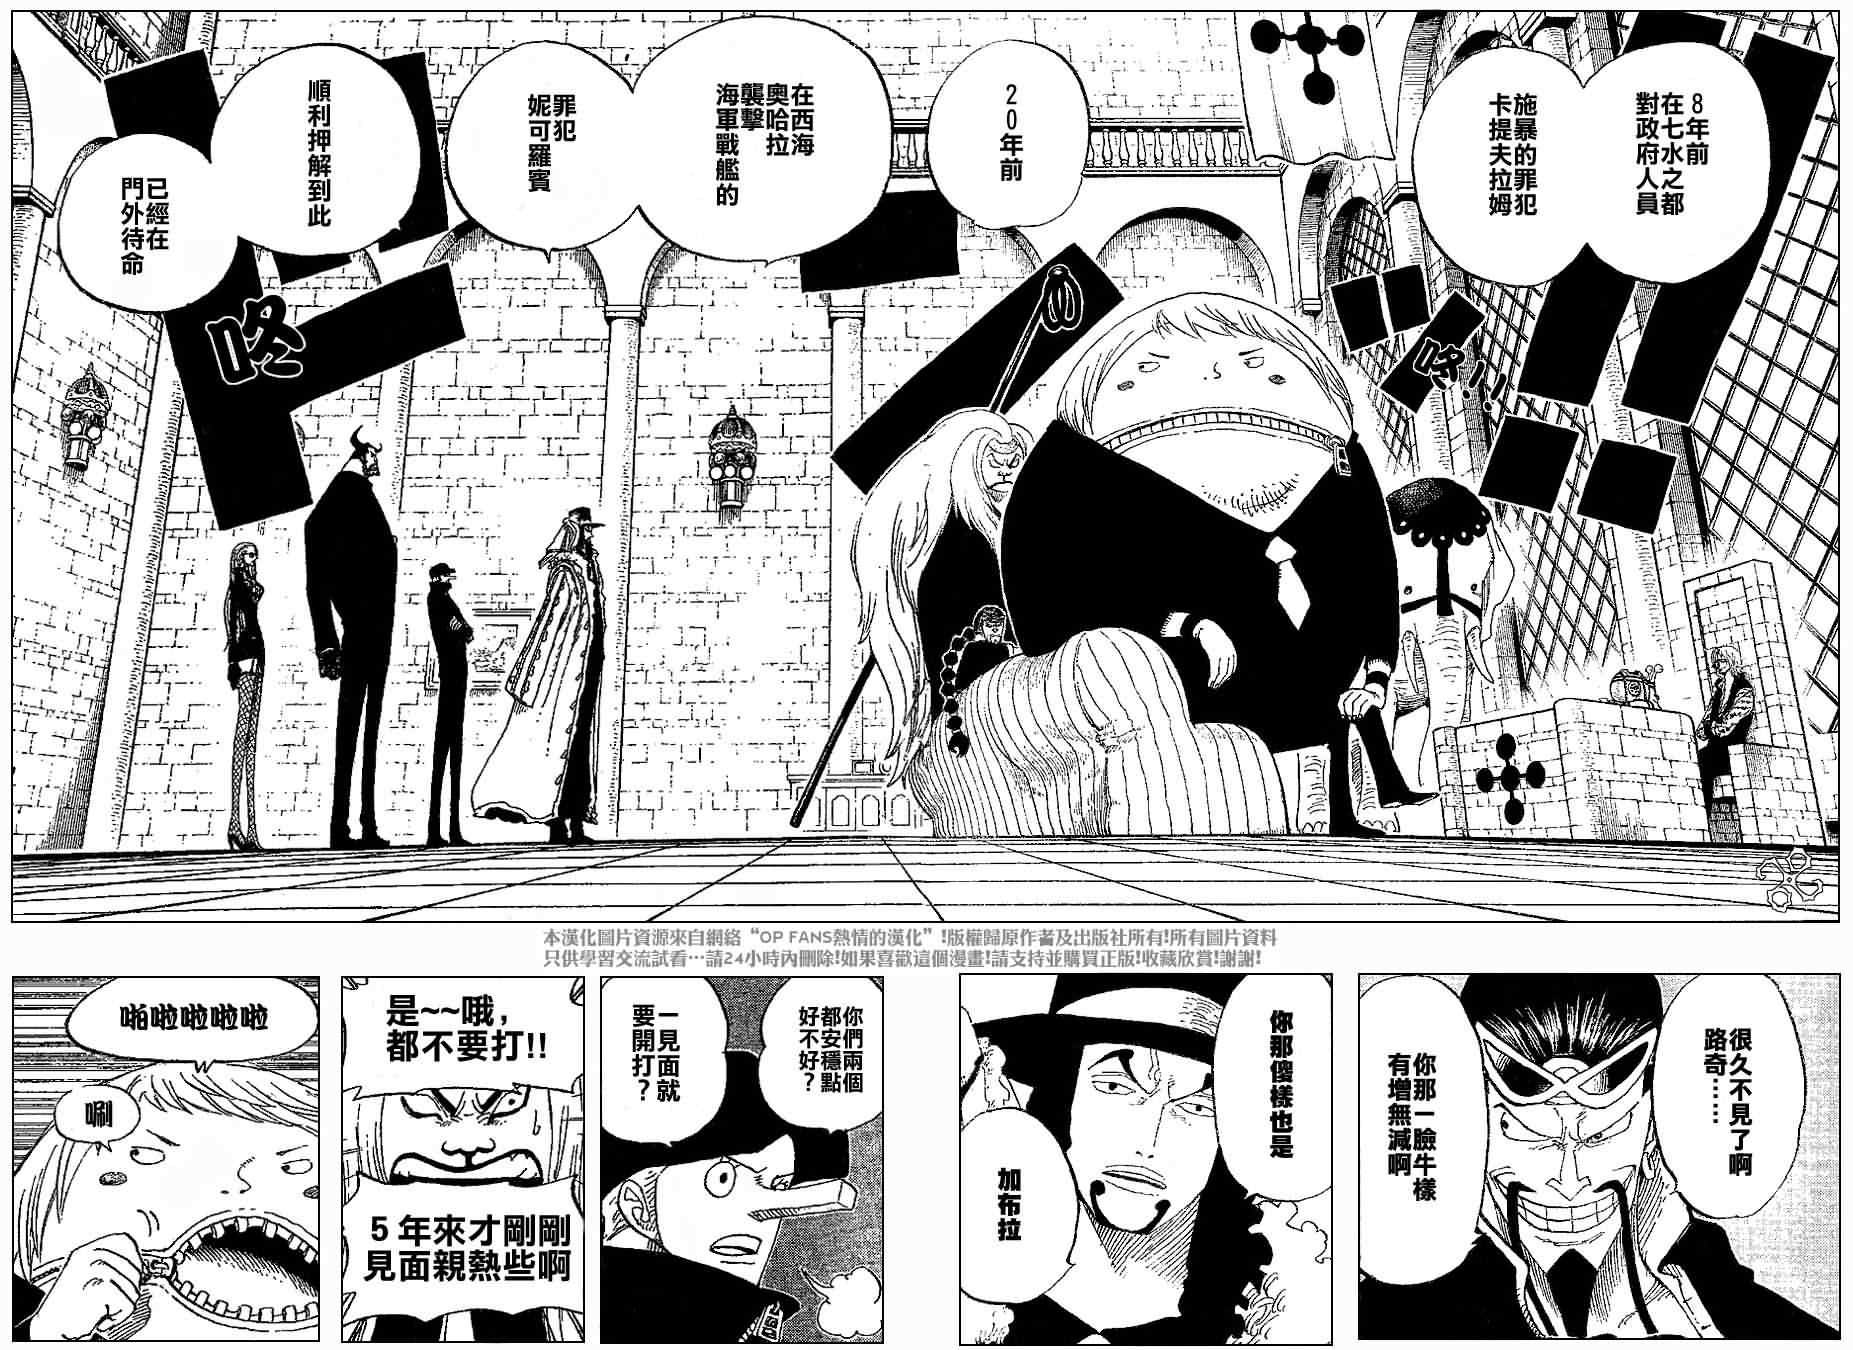 8年前
在七水之都
對政府人員
施暴的罪犯
卡提夫拉姆
20年前
在西海
奧哈拉
襲擊
海軍戰艦的
罪犯
妮可羅賓
順利押解到此
已經在
門外待命
咚!!
咚
本漢化圖片資源來自網絡“OP FANS熱情的漢化”!版權歸原作者及出版社所有!所有圖片資料
只供學習交流試看…請24小時內刪除!如果喜歡這個漫畫!請支持並購買正版!收藏欣賞!謝謝!
很久不見了啊
路奇……
你那一臉牛樣
有增無減啊
你那傻樣也是
加布拉
你們兩個
都安穩點
好不好?
一見面就
要開打?
是~~哦,
都不要打!!
5年來才剛剛
見面親熱些啊
啪啦啦啦啦
唰